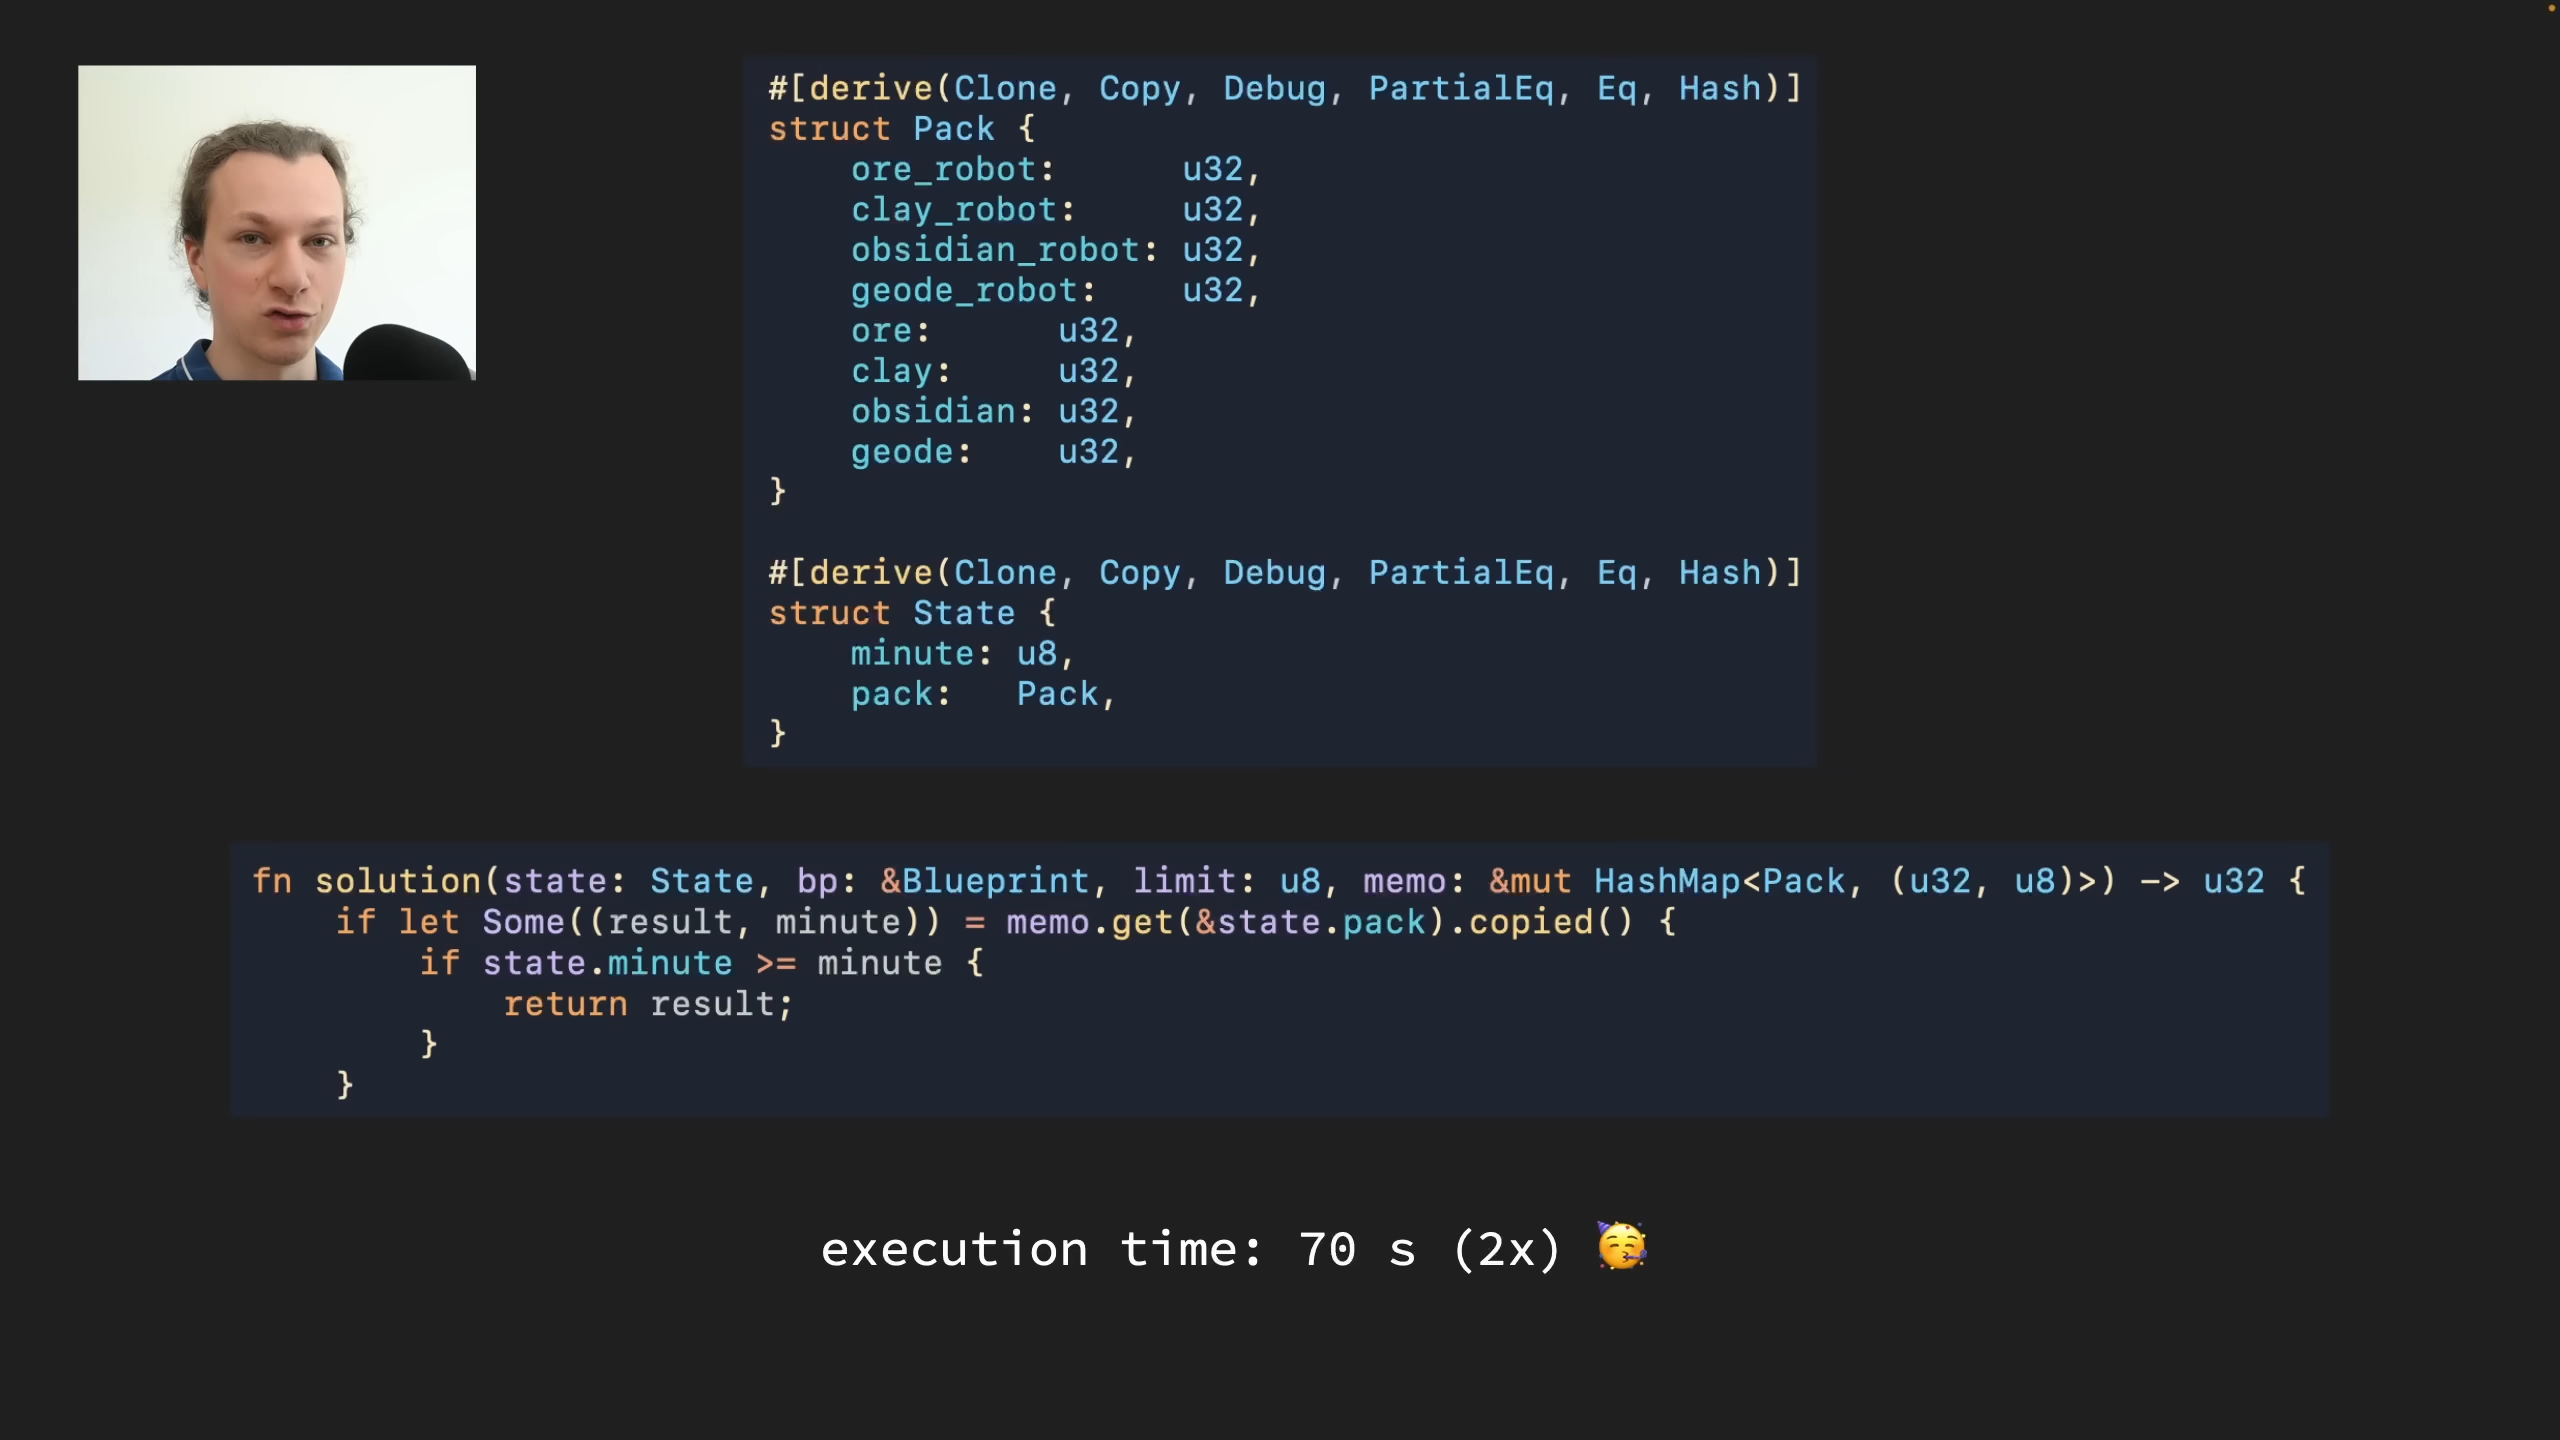 #[derive(Clone, Copy, Debug, PartialEq, Eq, Hash)]
struct Pack {
    ore_robot:      u32,
    clay_robot:     u32,
    obsidian_robot: u32,
    geode_robot:    u32,
    ore:      u32,
    clay:     u32,
    obsidian: u32,
    geode:    u32,
}

#[derive(Clone, Copy, Debug, PartialEq, Eq, Hash)]
struct State {
    minute: u8,
    pack:   Pack,
}

fn solution(state: State, bp: &Blueprint, limit: u8, memo: &mut HashMap<Pack, (u32, u8)>) -> u32 {
    if let Some((result, minute)) = memo.get(&state.pack).copied() {
        if state.minute >= minute {
            return result;
        }
    }

execution time: 70 s (2x) 🥳